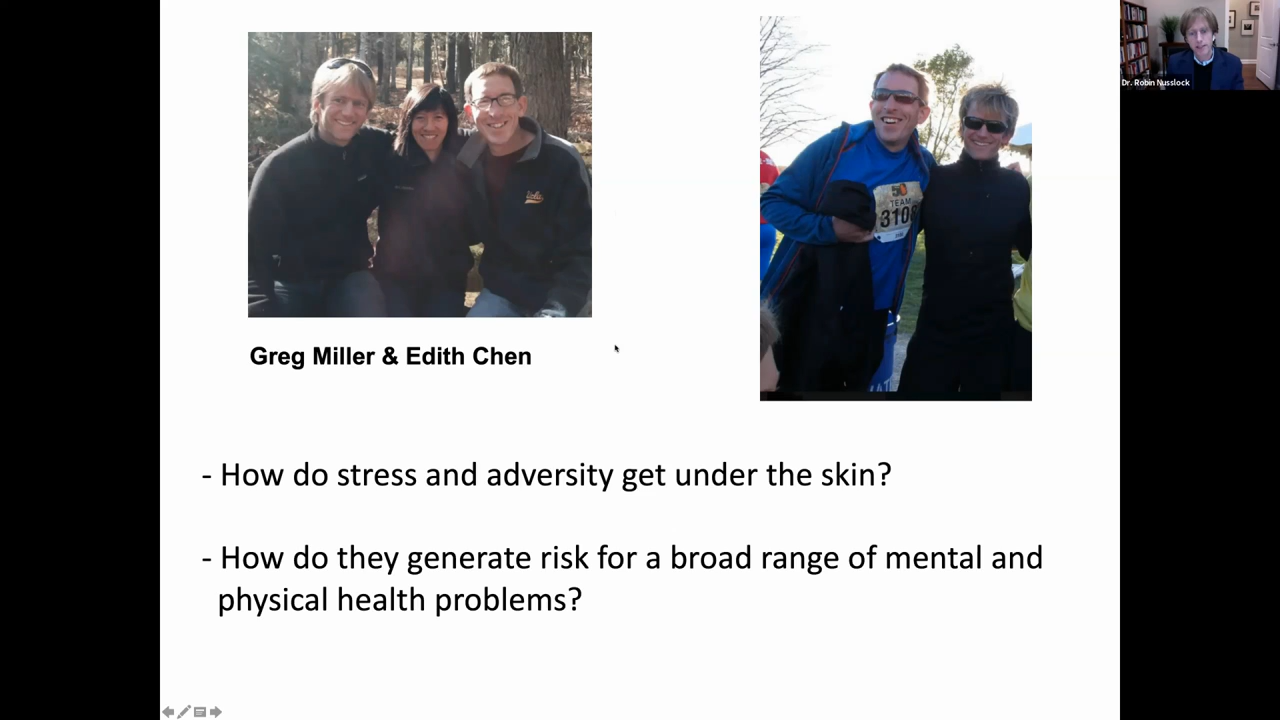 Dr. Robin Nusslock
TEAM
3108
Greg Miller & Edith Chen
- How do stress and adversity get under the skin?
- How do they generate risk for a broad range of mental and
physical health problems?